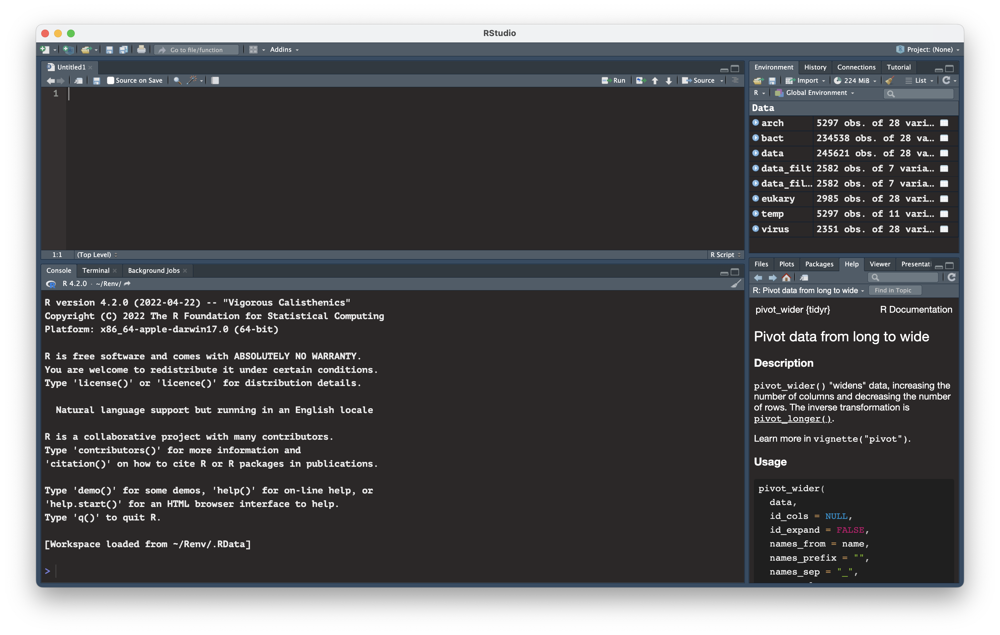 RStudio
Go to file/function
Addins
Project: (None)
Untitled1
Source on Save
Run
Source
1
1:1
(Top Level)
R Script
Console
Terminal
Background Jobs
R 4.2.0 · ~/Renv/
R version 4.2.0 (2022-04-22) -- "Vigorous Calisthenics"
Copyright (C) 2022 The R Foundation for Statistical Computing
Platform: x86_64-apple-darwin17.0 (64-bit)
R is free software and comes with ABSOLUTELY NO WARRANTY.
You are welcome to redistribute it under certain conditions.
Type 'license()' or 'licence()' for distribution details.
Natural language support but running in an English locale
R is a collaborative project with many contributors.
Type 'contributors()' for more information and
'citation()' on how to cite R or R packages in publications.
Type 'demo()' for some demos, 'help()' for on-line help, or
'help.start()' for an HTML browser interface to help.
Type 'q()' to quit R.
[Workspace loaded from ~/Renv/.RData]
>
Environment
History
Connections
Tutorial
Import
224 MiB
List
R
Global Environment
Data
arch 5297 obs. of 28 vari…
bact 234538 obs. of 28 va…
data 245621 obs. of 28 va…
data_filt 2582 obs. of 7 varia…
data_fil… 2582 obs. of 7 varia…
eukary 2985 obs. of 28 vari…
temp 5297 obs. of 11 vari…
virus 2351 obs. of 28 vari…
Files
Plots
Packages
Help
Viewer
Presentati
R: Pivot data from long to wide
Find in Topic
pivot_wider {tidyr}
R Documentation
Pivot data from long to wide
Description
pivot_wider() "widens" data, increasing the
number of columns and decreasing the number
of rows. The inverse transformation is
pivot_longer().
Learn more in vignette("pivot").
Usage
pivot_wider(
data,
id_cols = NULL,
id_expand = FALSE,
names_from = name,
names_prefix = "",
names_sep = "_",